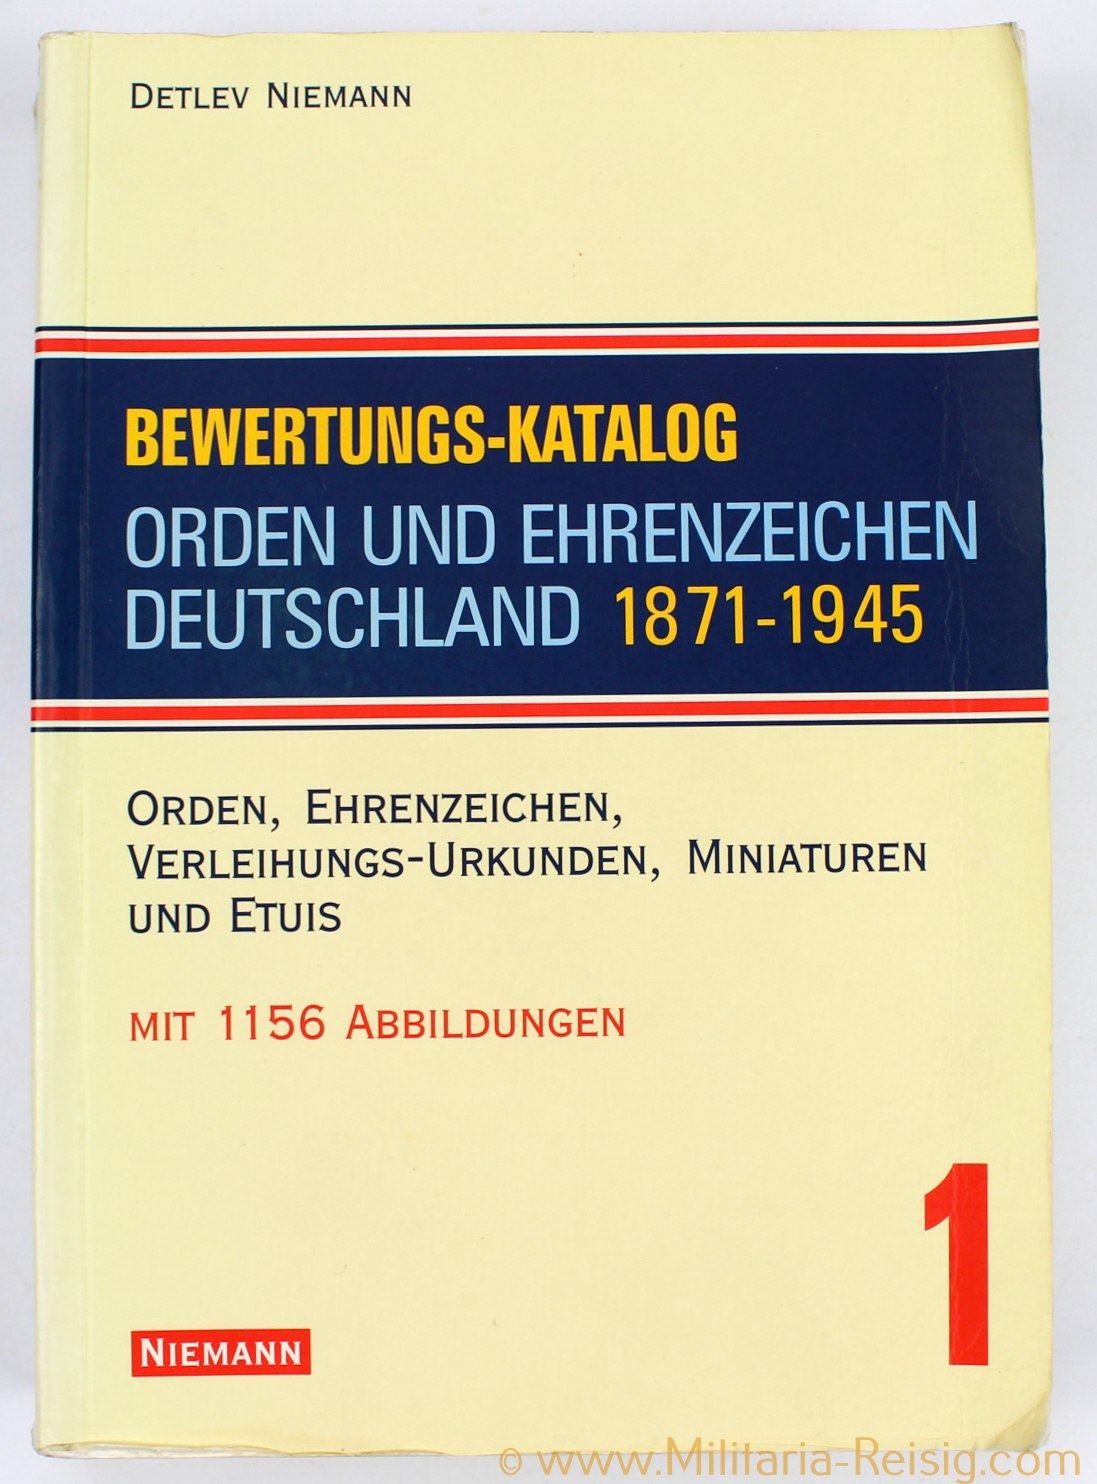 DETLEV NIEMANN
BEWERTUNGS-KATALOG
ORDEN UND EHRENZEICHEN
DEUTSCHLAND 1871-1945
ORDEN, EHRENZEICHEN,
VERLEIHUNGS-URKUNDEN, MINIATUREN
UND ETUIS
MIT 1156 ABBILDUNGEN
1
NIEMANN
© www.Militaria-Reisig.com